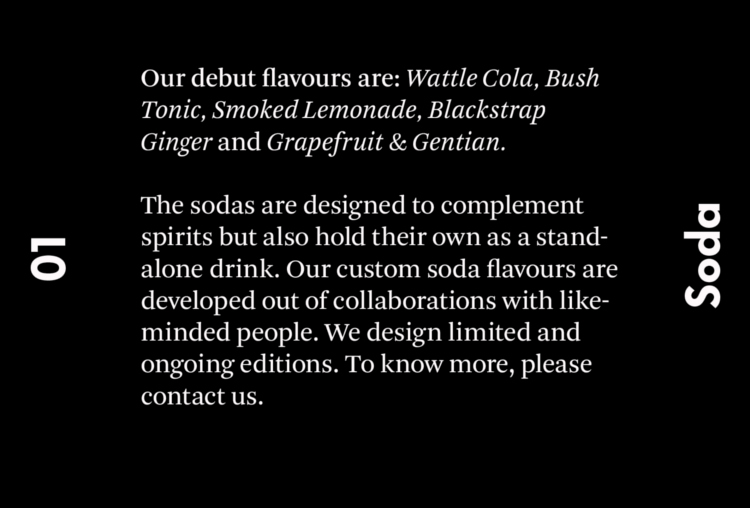 Our debut flavours are: Wattle Cola, Bush
Tonic, Smoked Lemonade, Blackstrap
Ginger and Grapefruit & Gentian.
The sodas are designed to complement
spirits but also hold their own as a stand-
alone drink. Our custom soda flavours are
developed out of collaborations with like-
minded people. We design limited and
ongoing editions. To know more, please
contact us.
01
Soda